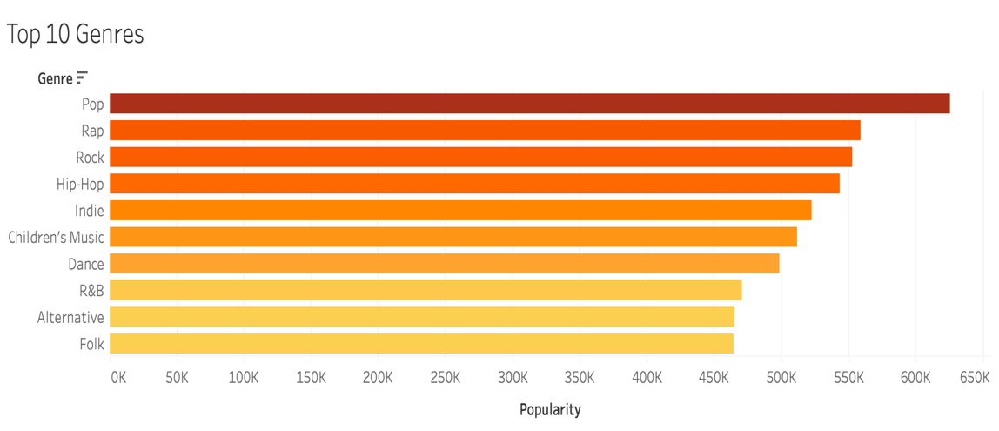 Top 10 Genres
Genre
Pop
Rap
Rock
Hip-Hop
Indie
Children's Music
Dance
R&B
Alternative
Folk
0K 50K 100K 150K 200K 250K 300K 350K 400K 450K 500K 550K 600K 650K
Popularity